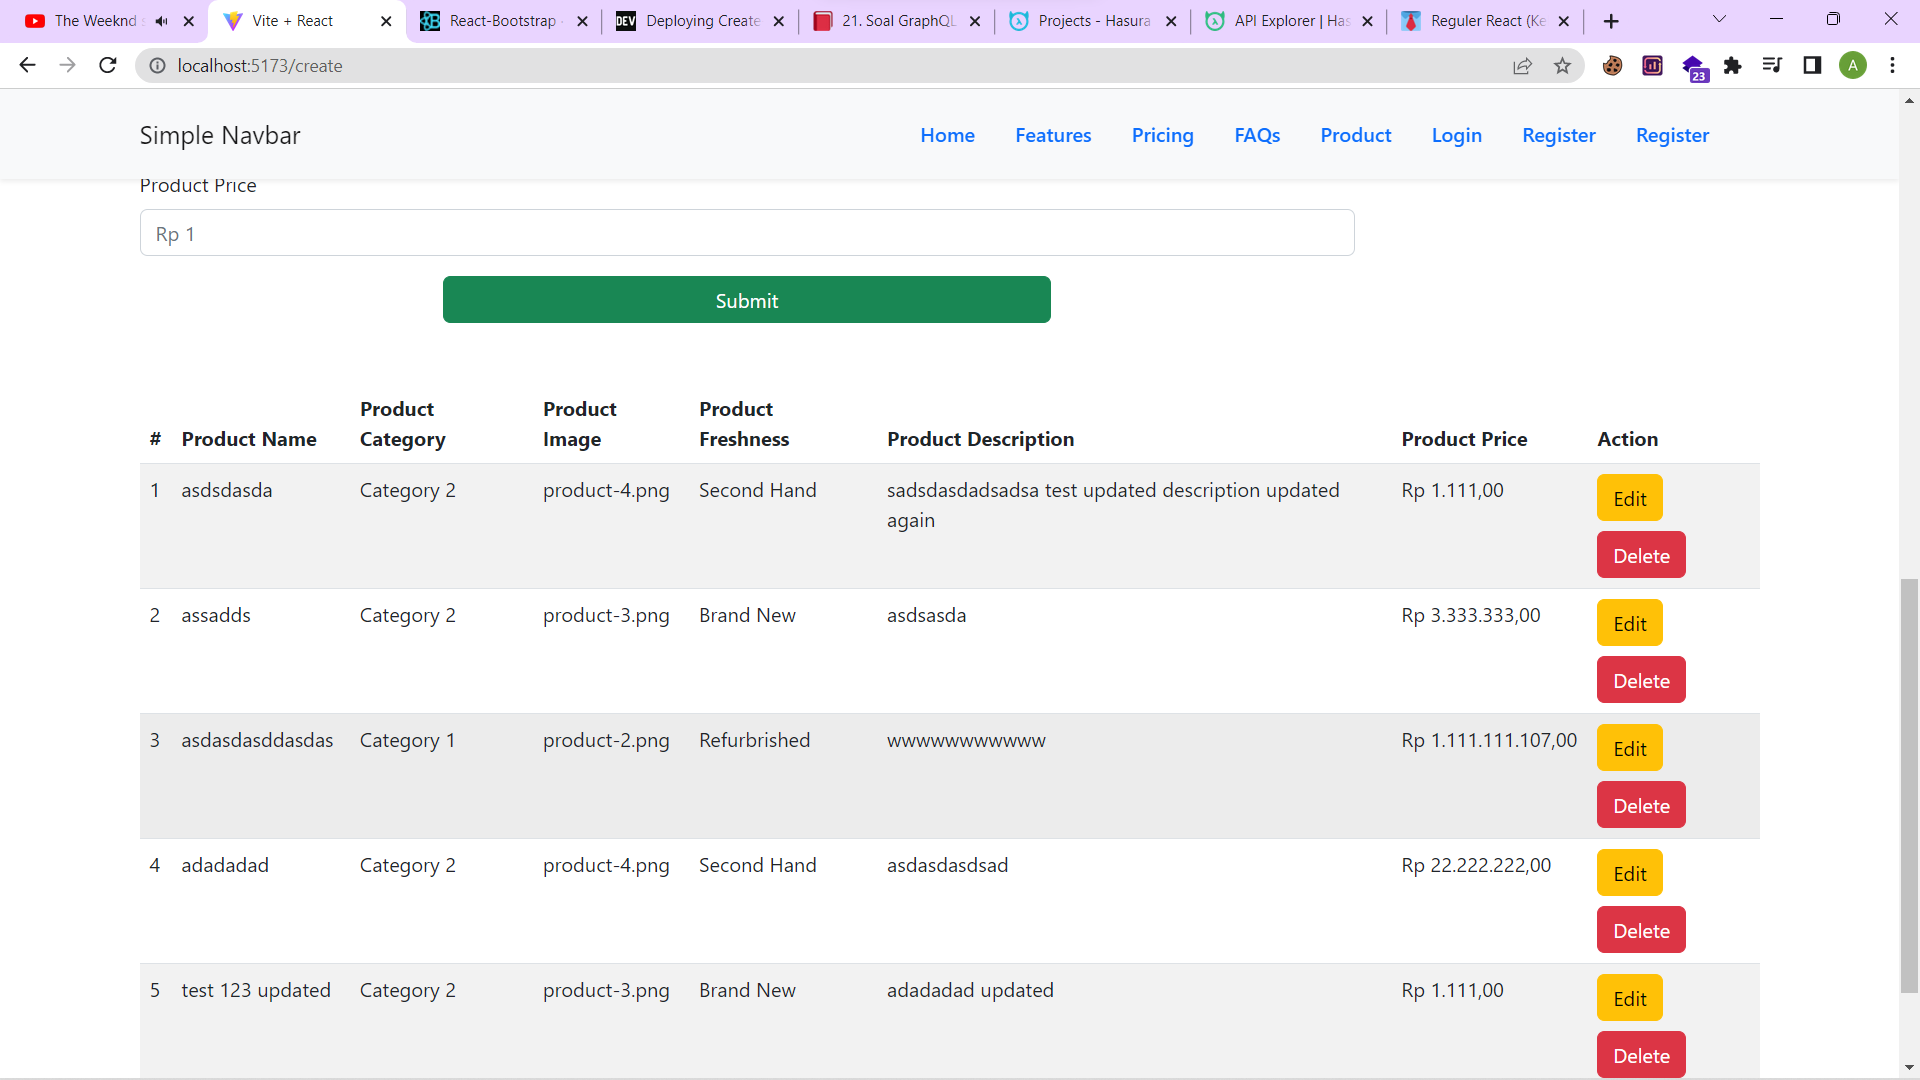 The Weeknd
Vite + React
React-Bootstrap
DEV Deploying Create
21. Soal GraphQL
Projects - Hasura
API Explorer | Has
Reguler React (Ke
localhost:5173/create
23
A
Simple Navbar
Home Features Pricing FAQs Product Login Register Register
Product Price
Rp 1
Submit
# Product Name Product Category Product Image Product Freshness Product Description Product Price Action
1 asdsdasda Category 2 product-4.png Second Hand sadsdasdadsadsa test updated description updated again Rp 1.111,00 Edit
Delete
2 assadds Category 2 product-3.png Brand New asdsasda Rp 3.333.333,00 Edit
Delete
3 asdasdasddasdas Category 1 product-2.png Refurbrished wwwwwwwwwww Rp 1.111.111.107,00 Edit
Delete
4 adadadad Category 2 product-4.png Second Hand asdasdasdsad Rp 22.222.222,00 Edit
Delete
5 test 123 updated Category 2 product-3.png Brand New adadadad updated Rp 1.111,00 Edit
Delete